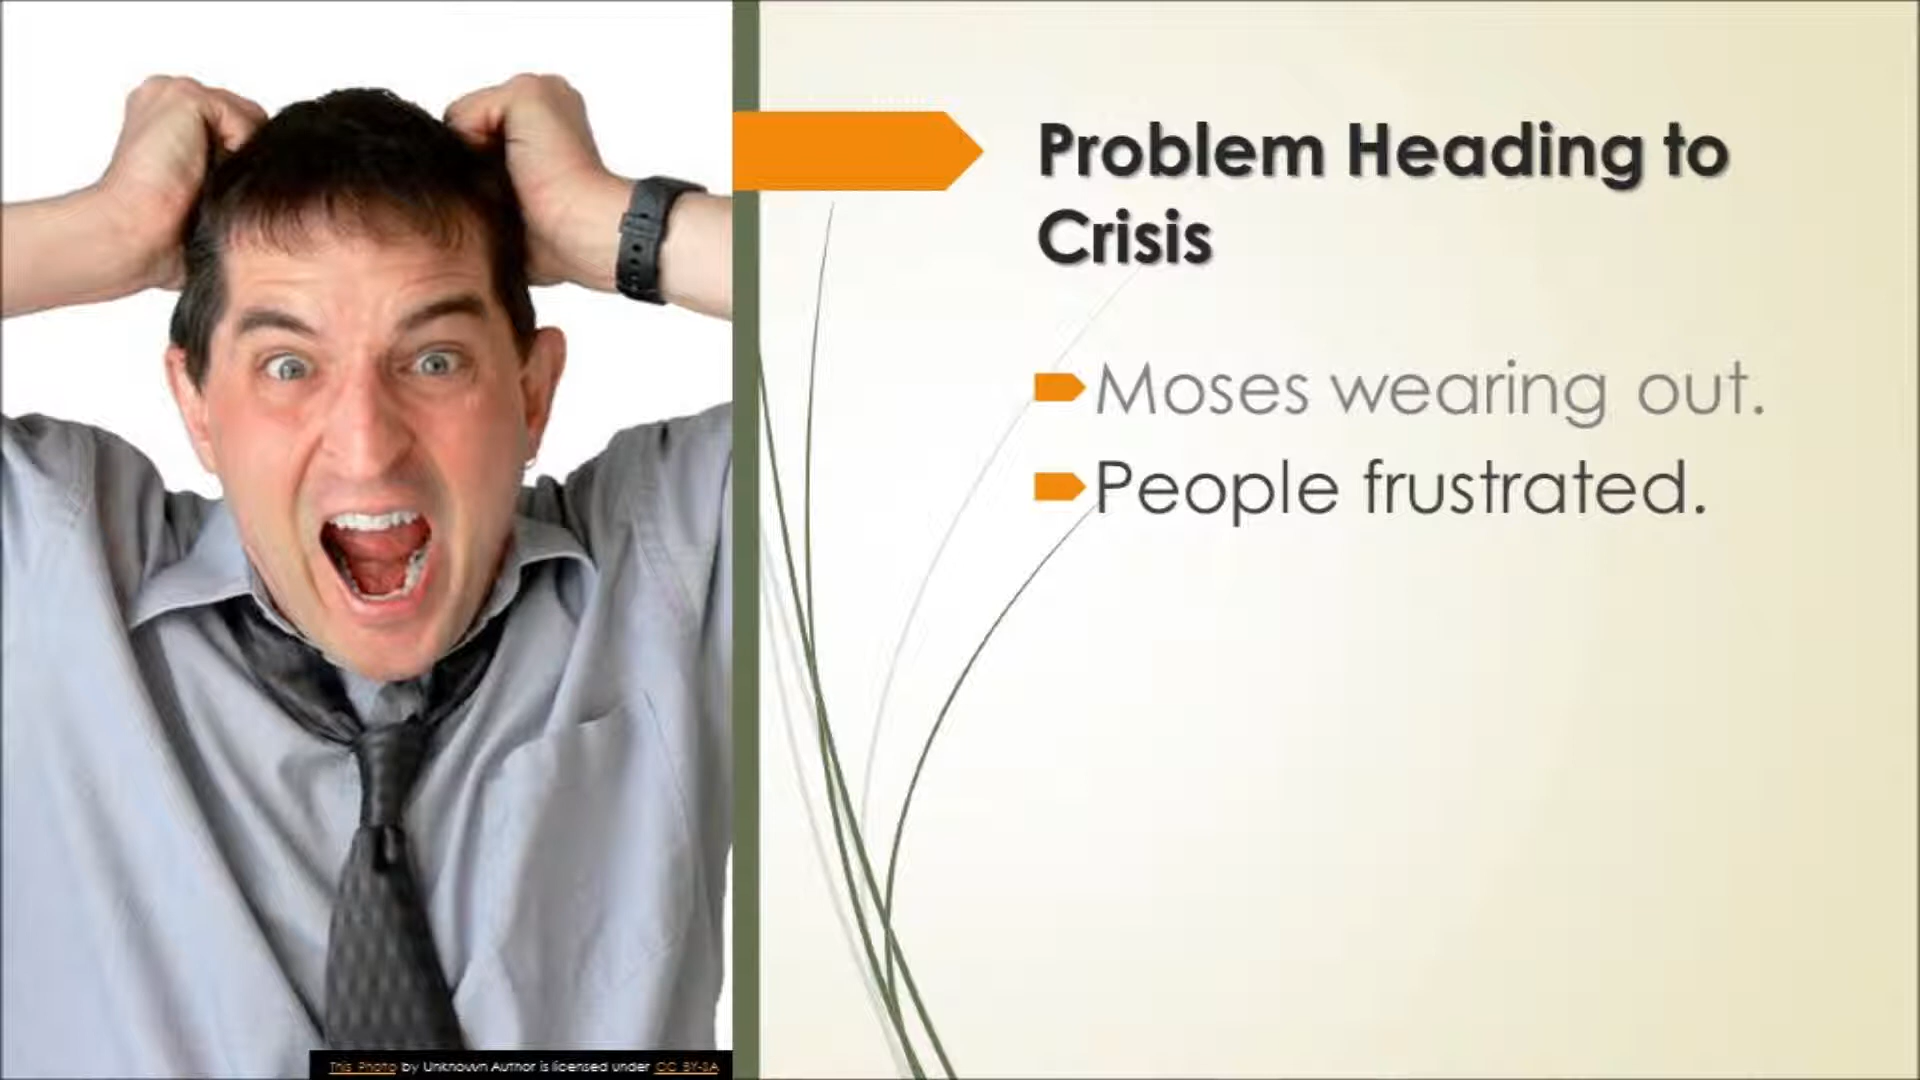 Problem Heading to
Crisis
Moses wearing out.
People frustrated.
This Photo by Unknown Author is licensed under CC BY-SA